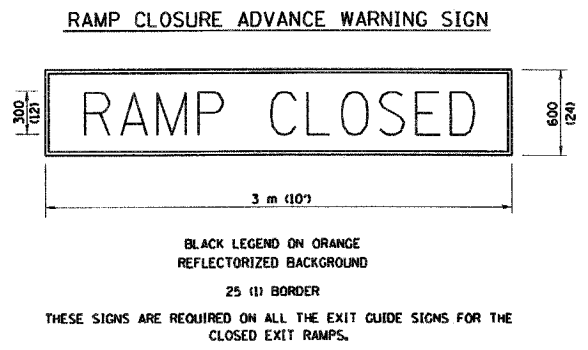 RAMP CLOSURE ADVANCE WARNING SIGN
RAMP CLOSED
300
(12)
600
(24)
3 m (10')
BLACK LEGEND ON ORANGE
REFLECTORIZED BACKGROUND
25 (1) BORDER
THESE SIGNS ARE REQUIRED ON ALL THE EXIT GUIDE SIGNS FOR THE
CLOSED EXIT RAMPS.